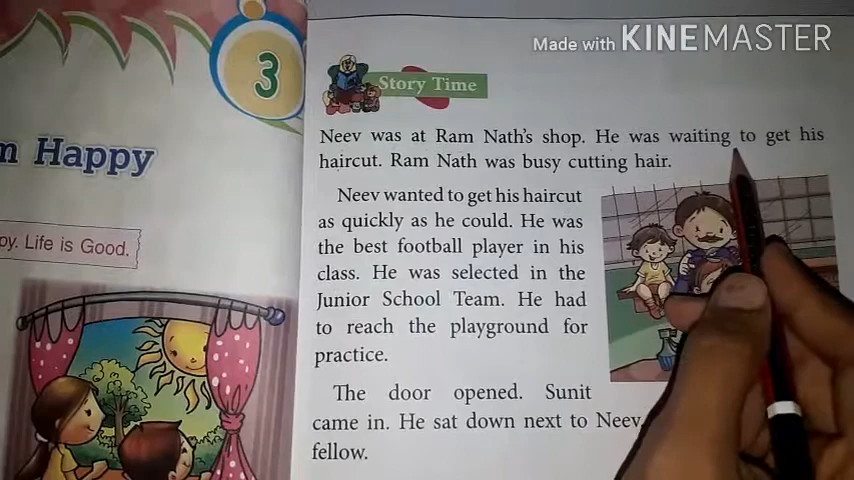 Made with KINEMASTER
3
Happy
Life is Good.
Story Time
Neev was at Ram Nath's shop. He was waiting to get his
haircut. Ram Nath was busy cutting hair.
Neev wanted to get his haircut
as quickly as he could. He was
the best football player in his
class. He was selected in the
Junior School Team. He had
to reach the playground for
practice.
The door opened. Sunit
came in. He sat down next to Neev
fellow.